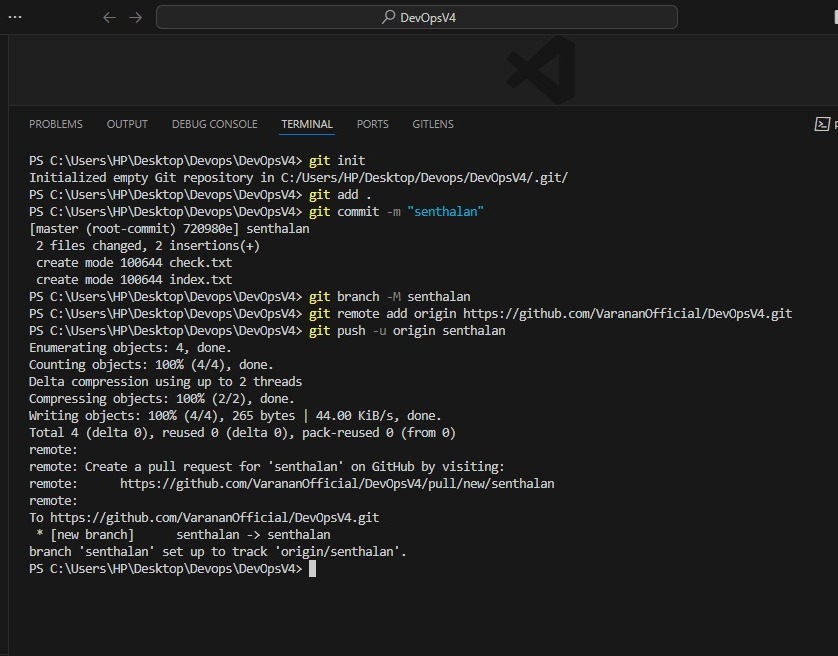 DevOpsV4
PROBLEMS OUTPUT DEBUG CONSOLE TERMINAL PORTS GITLENS
PS C:\Users\HP\Desktop\Devops\DevOpsV4> git init
Initialized empty Git repository in C:/Users/HP/Desktop/Devops/DevOpsV4/.git/
PS C:\Users\HP\Desktop\Devops\DevOpsV4> git add .
PS C:\Users\HP\Desktop\Devops\DevOpsV4> git commit -m "senthalan"
[master (root-commit) 720980e] senthalan
 2 files changed, 2 insertions(+)
 create mode 100644 check.txt
 create mode 100644 index.txt
PS C:\Users\HP\Desktop\Devops\DevOpsV4> git branch -M senthalan
PS C:\Users\HP\Desktop\Devops\DevOpsV4> git remote add origin https://github.com/VarananOfficial/DevOpsV4.git
PS C:\Users\HP\Desktop\Devops\DevOpsV4> git push -u origin senthalan
Enumerating objects: 4, done.
Counting objects: 100% (4/4), done.
Delta compression using up to 2 threads
Compressing objects: 100% (2/2), done.
Writing objects: 100% (4/4), 265 bytes | 44.00 KiB/s, done.
Total 4 (delta 0), reused 0 (delta 0), pack-reused 0 (from 0)
remote:
remote: Create a pull request for 'senthalan' on GitHub by visiting:
remote:      https://github.com/VarananOfficial/DevOpsV4/pull/new/senthalan
remote:
To https://github.com/VarananOfficial/DevOpsV4.git
 * [new branch]      senthalan -> senthalan
branch 'senthalan' set up to track 'origin/senthalan'.
PS C:\Users\HP\Desktop\Devops\DevOpsV4>